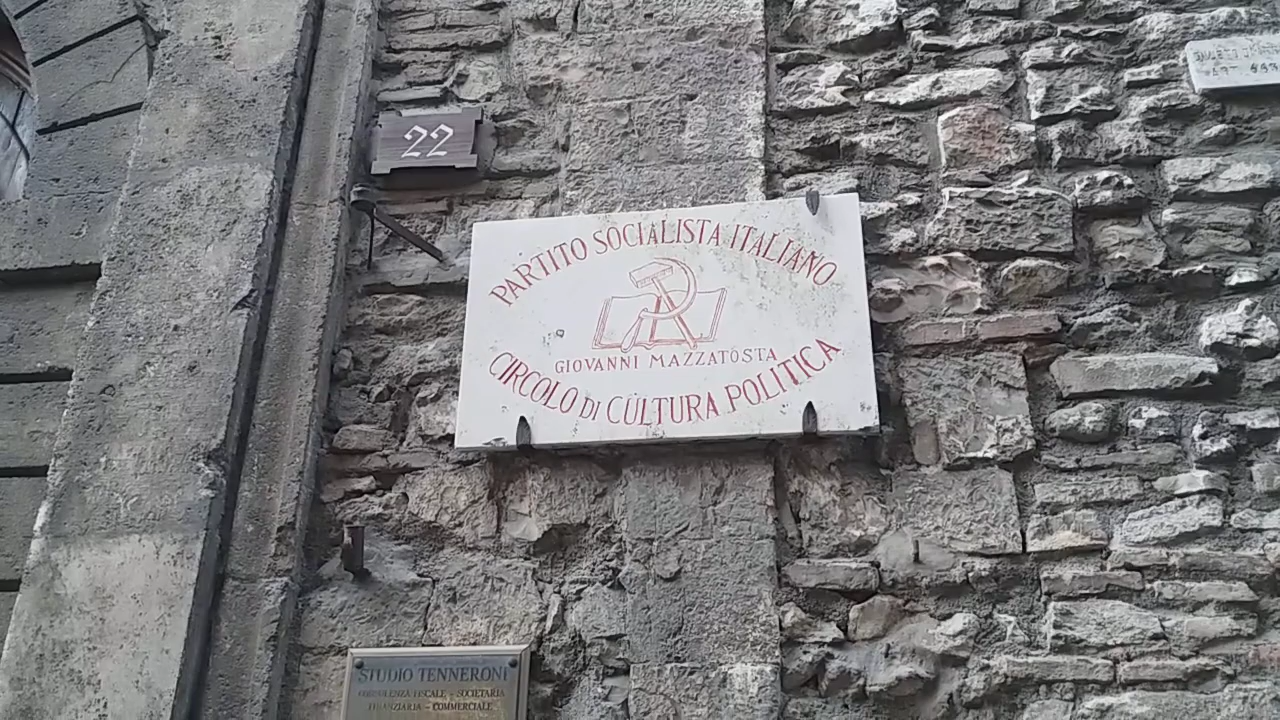 22
PARTITO SOCIALISTA ITALIANO
GIOVANNI MAZZATOSTA
CIRCOLO DI CULTURA POLITICA
STUDIO TENNERONI
CONSULENZA FISCALE - SOCIETARIA
FINANZIARIA - COMMERCIALE